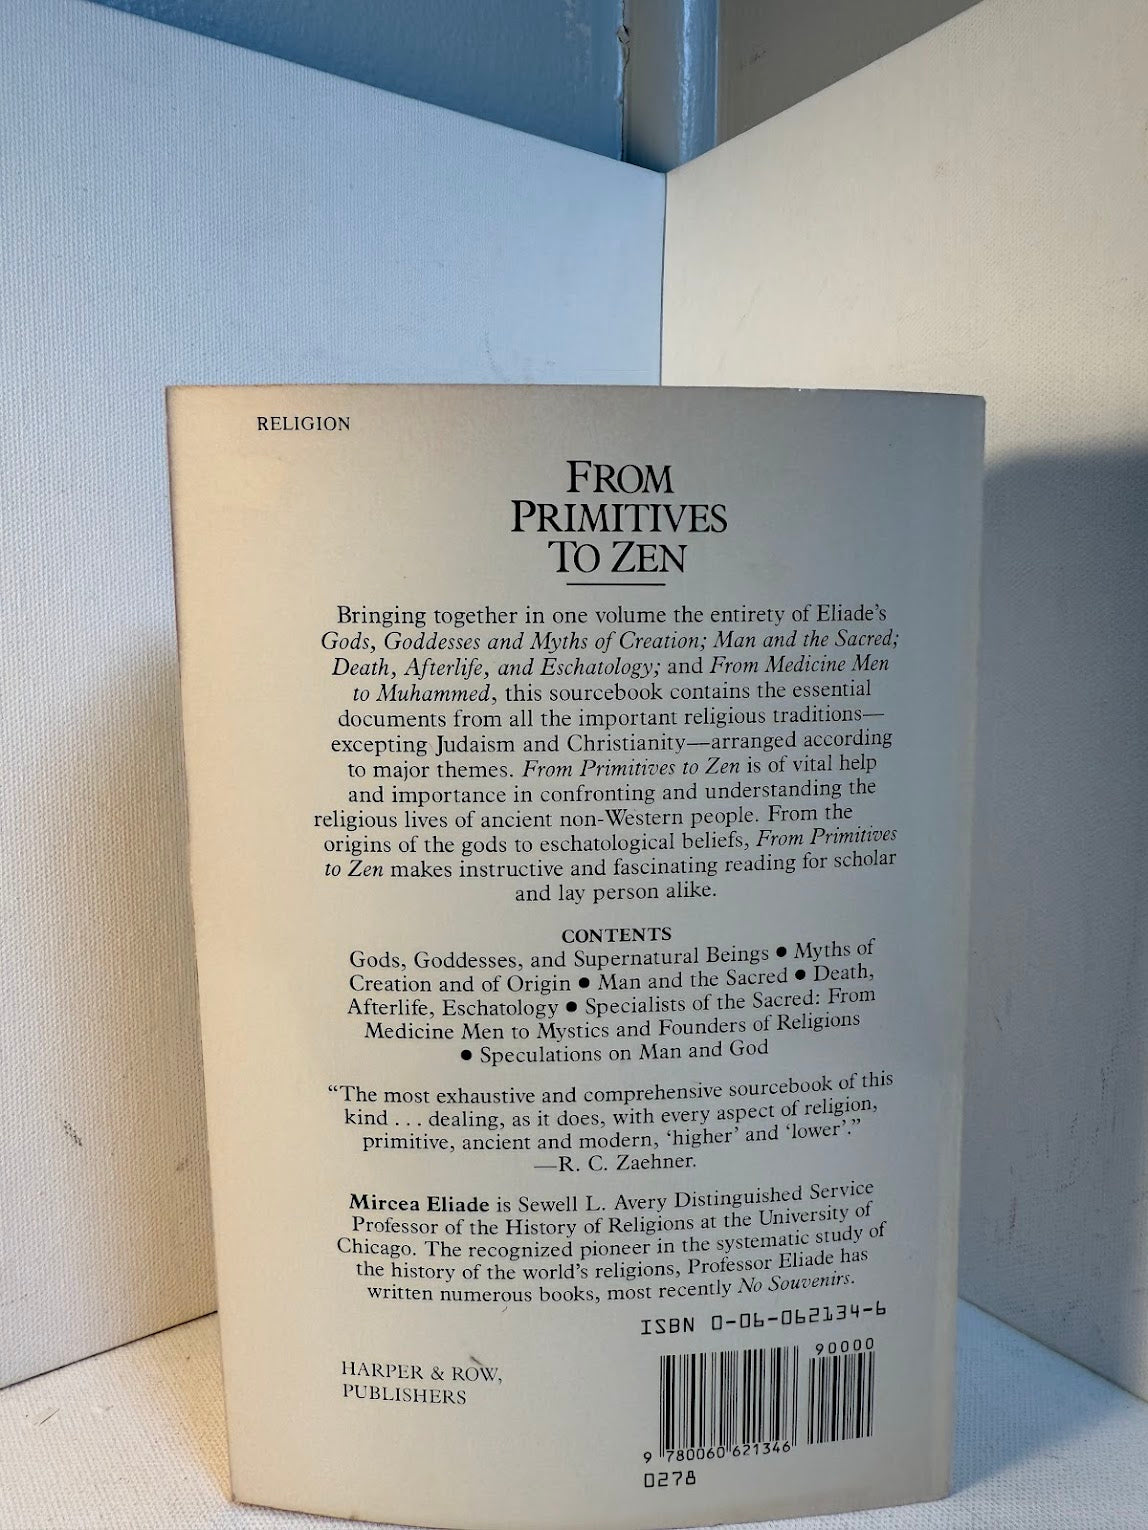 RELIGION
FROM
PRIMITIVES
TO ZEN
Bringing together in one volume the entirety of Eliade's
Gods, Goddesses and Myths of Creation; Man and the Sacred;
Death, Afterlife, and Eschatology; and From Medicine Men
to Muhammed, this sourcebook contains the essential
documents from all the important religious traditions—
excepting Judaism and Christianity—arranged according
to major themes. From Primitives to Zen is of vital help
and importance in confronting and understanding the
religious lives of ancient non-Western people. From the
origins of the gods to eschatological beliefs, From Primitives
to Zen makes instructive and fascinating reading for scholar
and lay person alike.
CONTENTS
Gods, Goddesses, and Supernatural Beings ● Myths of
Creation and of Origin ● Man and the Sacred ● Death,
Afterlife, Eschatology ● Specialists of the Sacred: From
Medicine Men to Mystics and Founders of Religions
● Speculations on Man and God
“The most exhaustive and comprehensive sourcebook of this
kind . . . dealing, as it does, with every aspect of religion,
primitive, ancient and modern, ‘higher’ and ‘lower’.”
—R. C. Zaehner.
Mircea Eliade is Sewell L. Avery Distinguished Service
Professor of the History of Religions at the University of
Chicago. The recognized pioneer in the systematic study of
the history of the world's religions, Professor Eliade has
written numerous books, most recently No Souvenirs.
ISBN 0-06-062134-6
90000
HARPER & ROW,
PUBLISHERS
9 780060 621346
0278